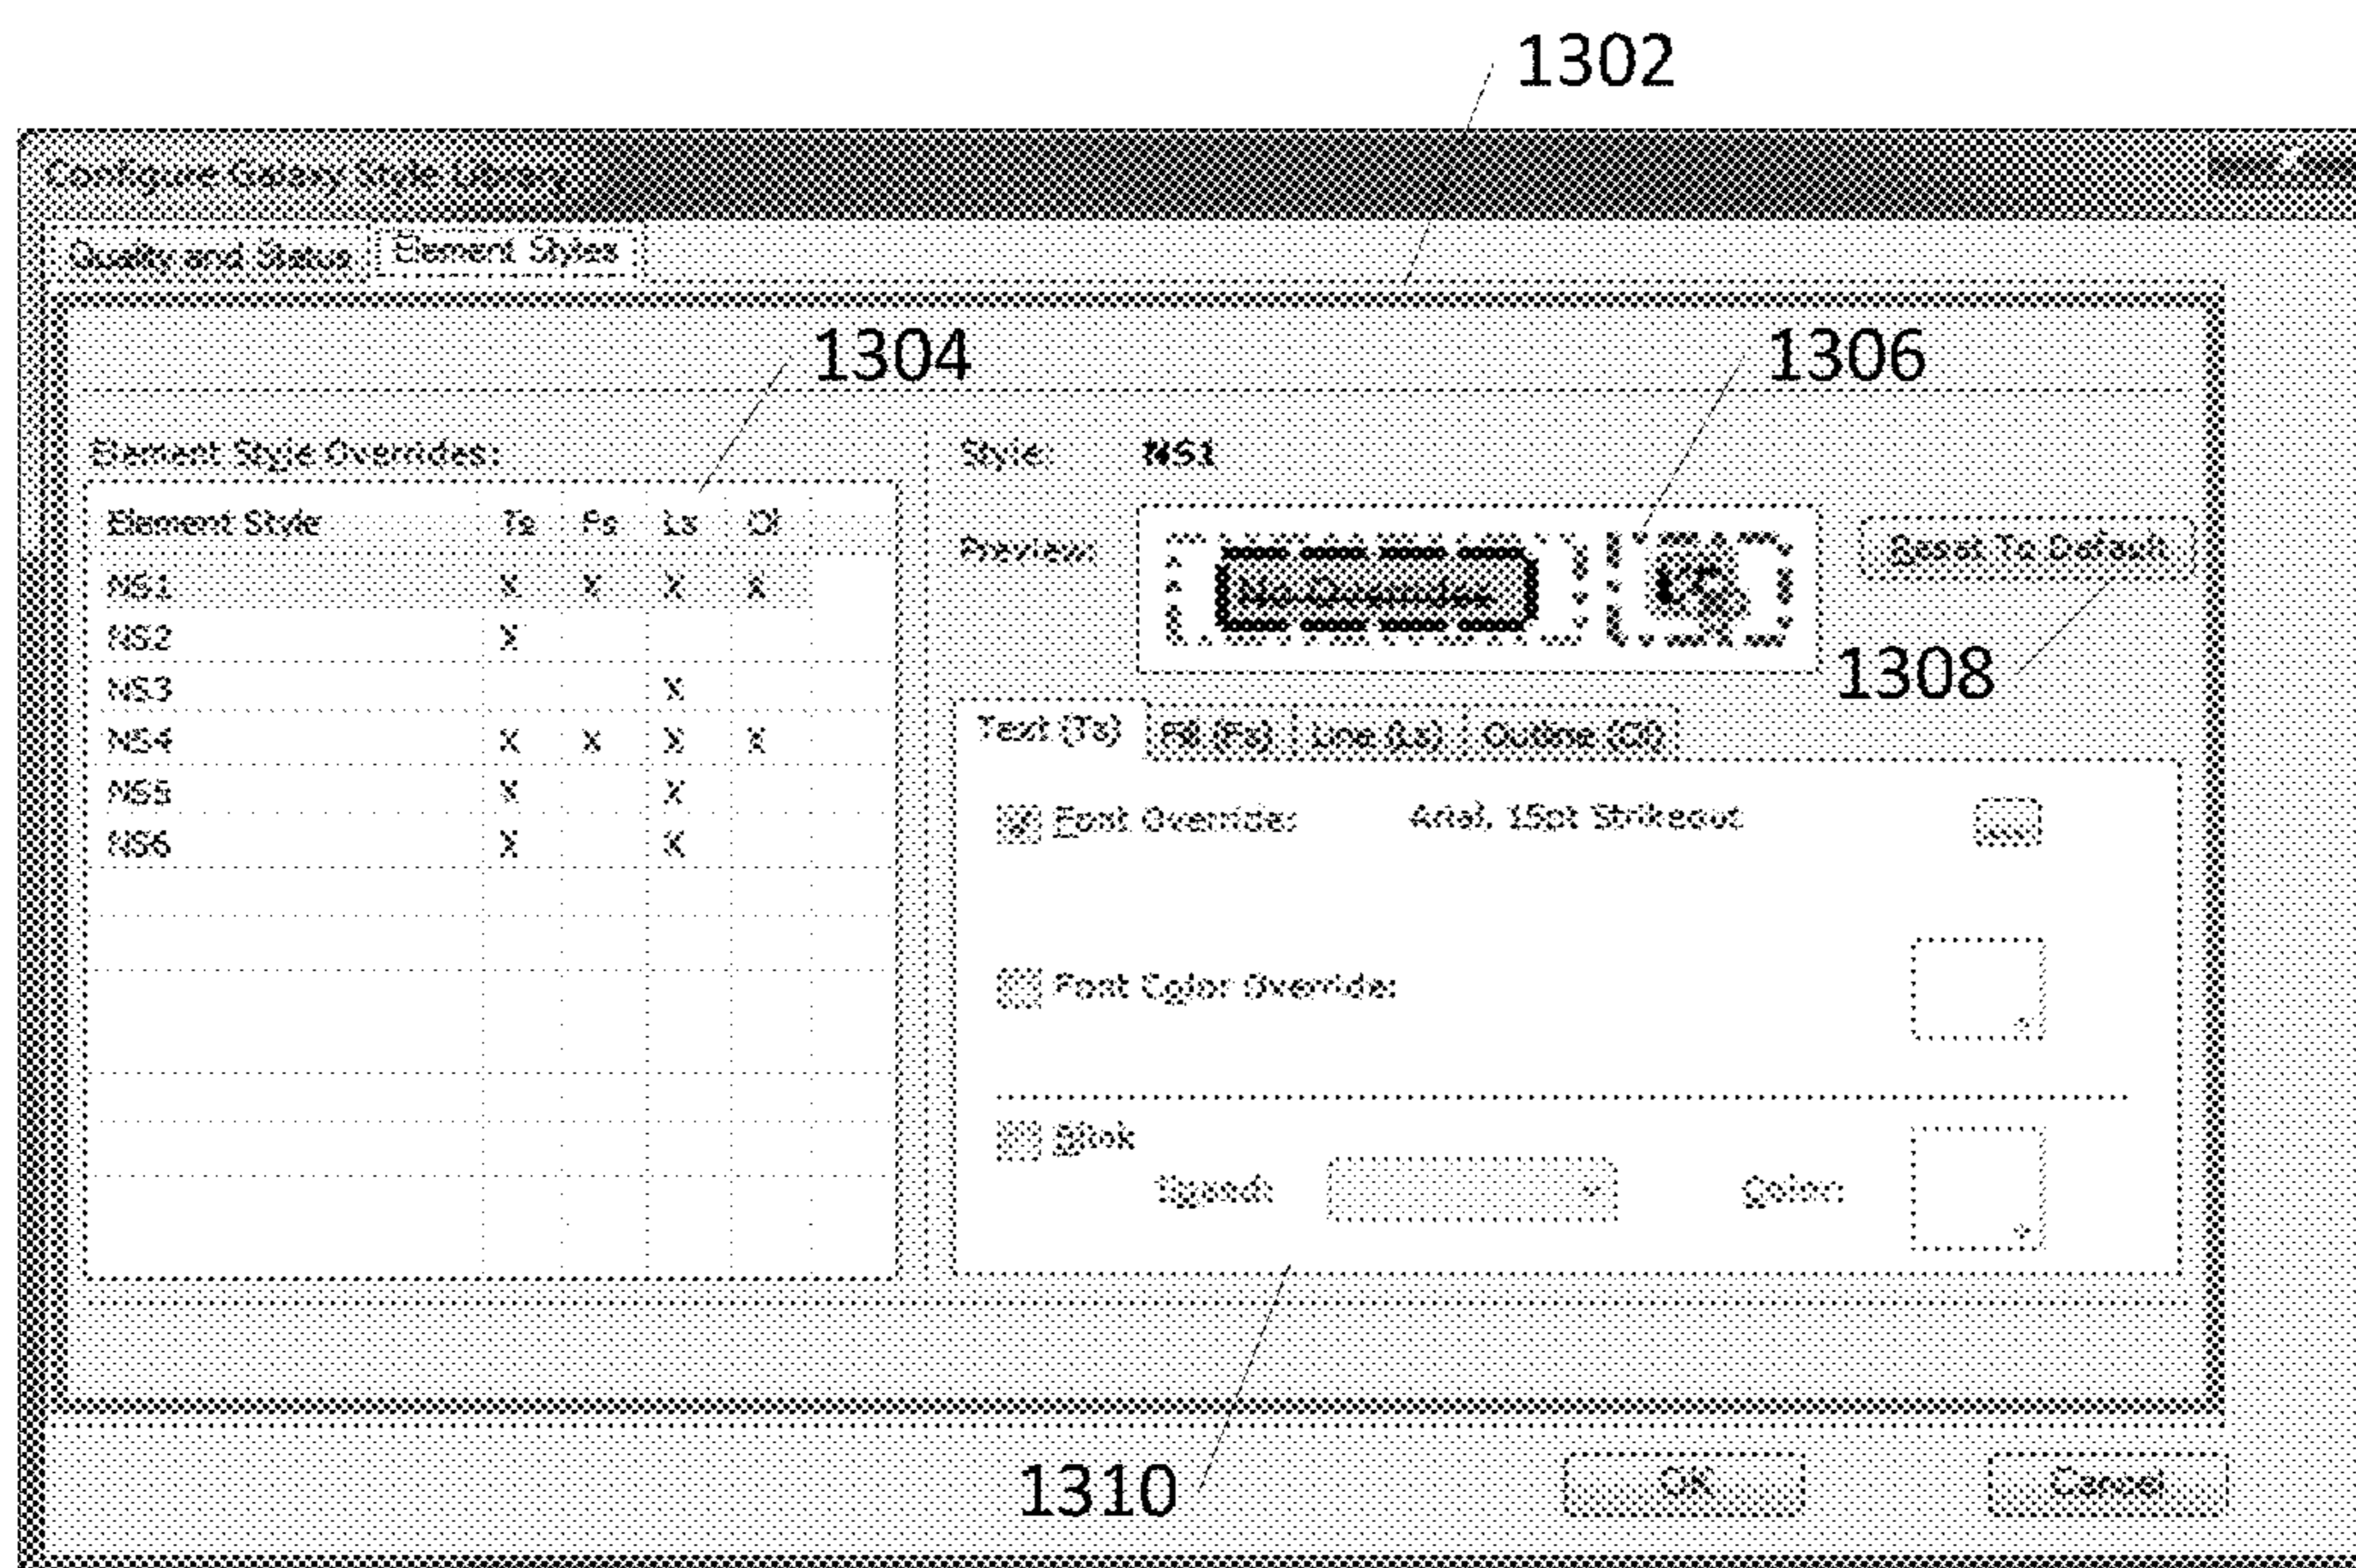 1302
Configure Galaxy Style Library
Quality and Status Element Styles
1304 1306
Element Style Overrides: Style: NS1
Element Style Ts Fs Ls Ol
Preview: No Override Reset To Default
NS1 X X X X
NS2 X
1308
NS3 X
NS4 X X X X
Text (Ts) Fill (Fs) Line (Ls) Outline (Ol)
NS5 X X
NS6 X X
Font Override: Arial, 15pt Strikeout ...
Font Color Override:
Blink
Speed: Color:
1310
OK Cancel